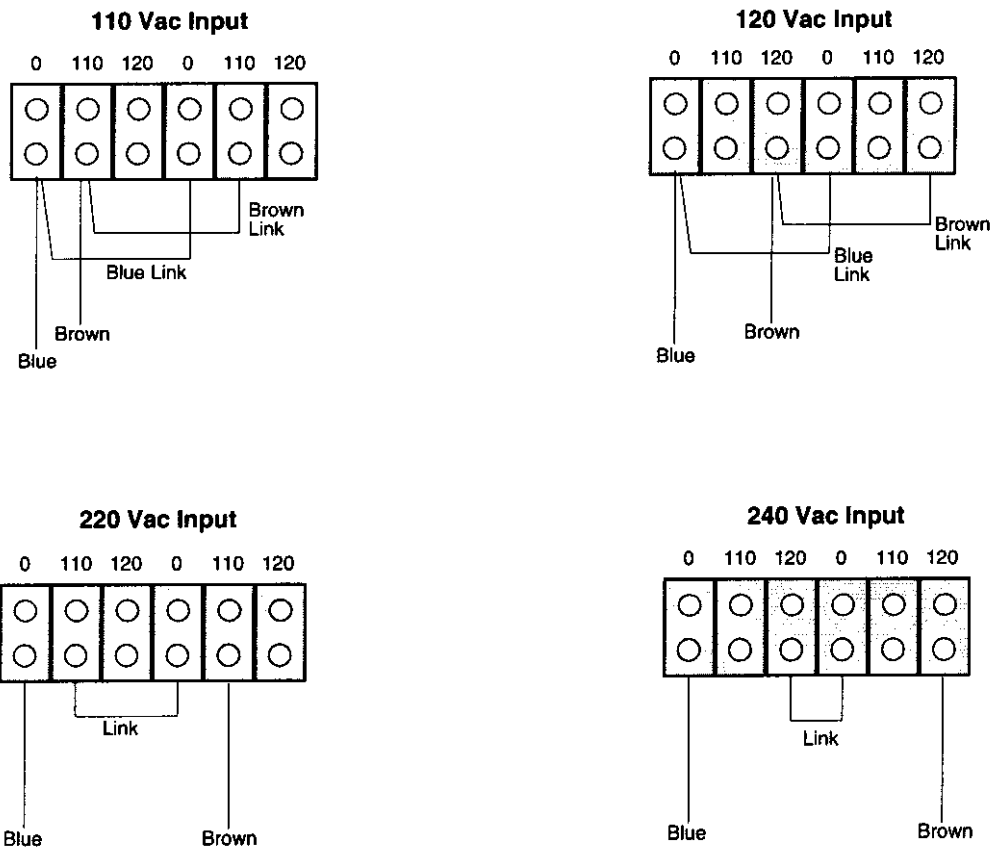 110 Vac Input
0 110 120 0 110 120
Brown
Link
Blue Link
Brown
Blue
120 Vac Input
0 110 120 0 110 120
Brown
Link
Blue
Link
Brown
Blue
220 Vac Input
0 110 120 0 110 120
Link
Blue
Brown
240 Vac Input
0 110 120 0 110 120
Link
Blue
Brown